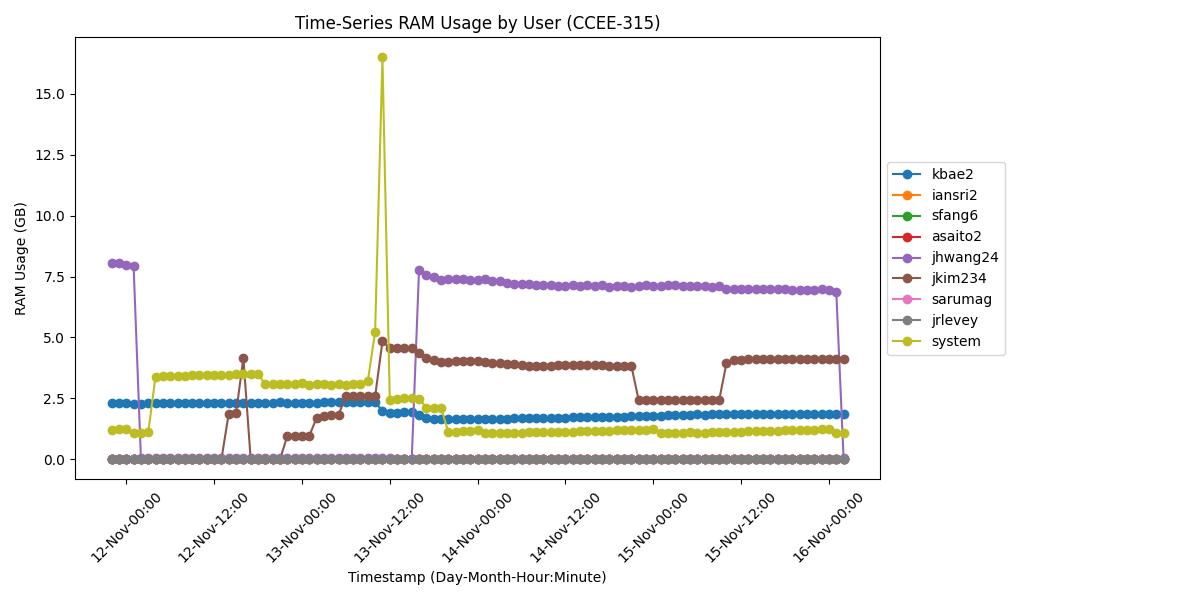 Time-Series RAM Usage by User (CCEE-315)
RAM Usage (GB)
15.0
12.5
10.0
7.5
5.0
2.5
0.0
12-Nov-00:00
12-Nov-12:00
13-Nov-00:00
13-Nov-12:00
14-Nov-00:00
14-Nov-12:00
15-Nov-00:00
15-Nov-12:00
16-Nov-00:00
Timestamp (Day-Month-Hour:Minute)
kbae2
iansri2
sfang6
asaito2
jhwang24
jkim234
sarumag
jrlevey
system